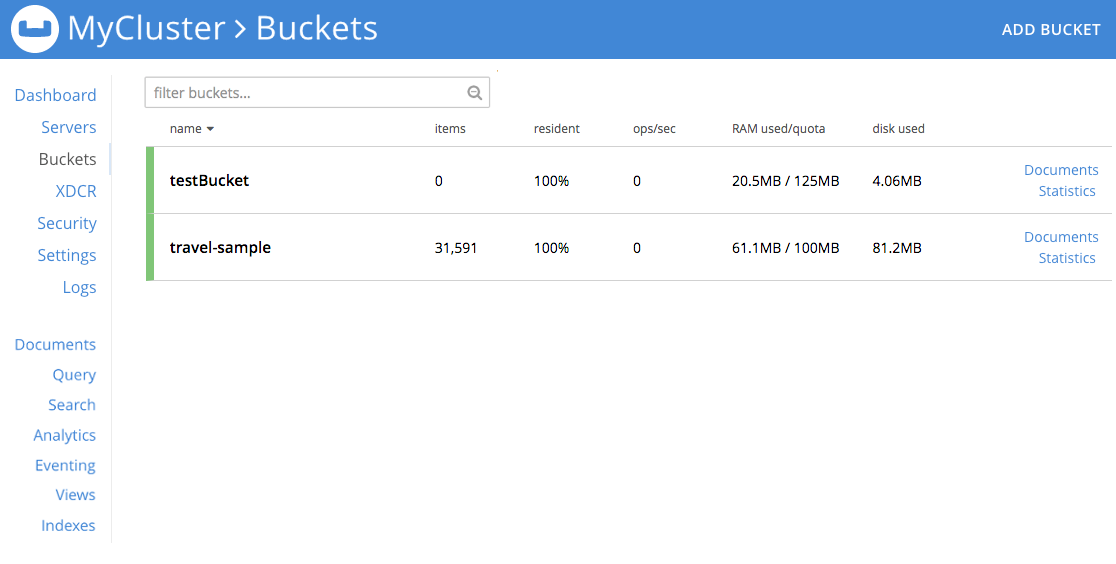 MyCluster > Buckets
ADD BUCKET
Dashboard
Servers
Buckets
XDCR
Security
Settings
Logs
Documents
Query
Search
Analytics
Eventing
Views
Indexes
filter buckets...
name items resident ops/sec RAM used/quota disk used
testBucket 0 100% 0 20.5MB / 125MB 4.06MB Documents
Statistics
travel-sample 31,591 100% 0 61.1MB / 100MB 81.2MB Documents
Statistics